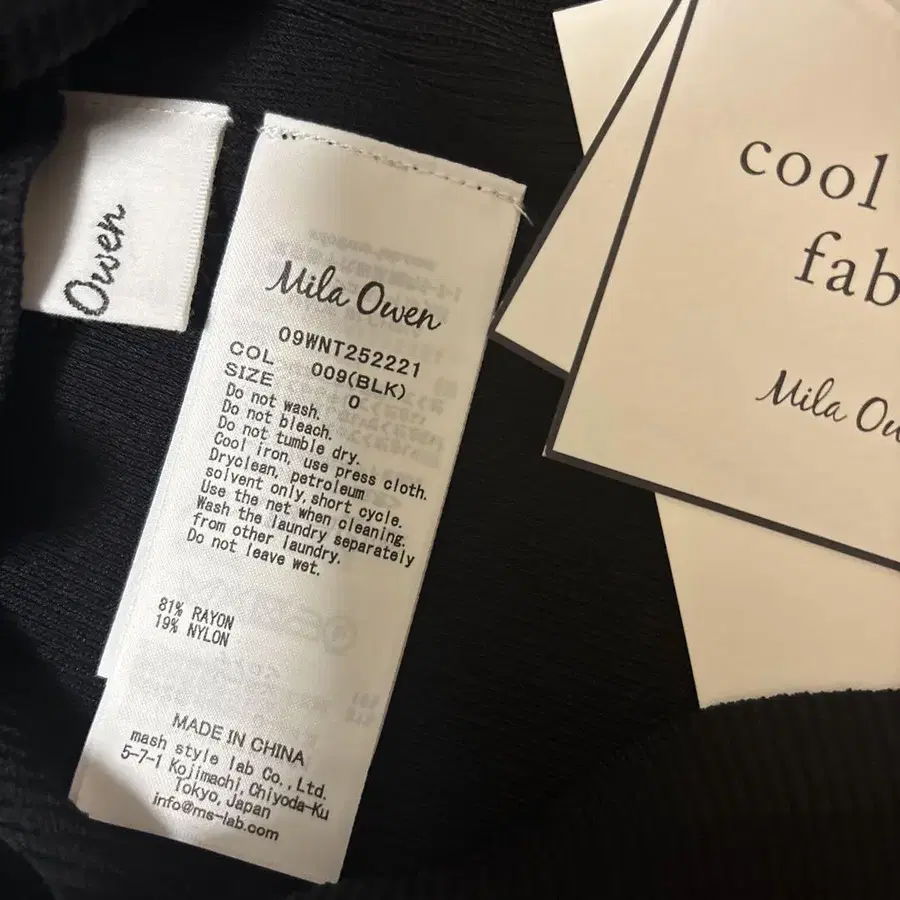 Owen
Mila Owen
09WNT252221
COL 009(BLK)
SIZE 0
Do not wash.
Do not bleach.
Do not tumble dry.
Cool iron, use press cloth.
Dryclean, petroleum
solvent only,short cycle.
Use the net when cleaning.
Wash the laundry separately
from other laundry.
Do not leave wet.
81% RAYON
19% NYLON
MADE IN CHINA
mash style lab Co.,Ltd.
5-7-1 Kojimachi,Chiyoda-Ku
Tokyo,Japan
info@ms-lab.com
cool
fab
Mila Ow